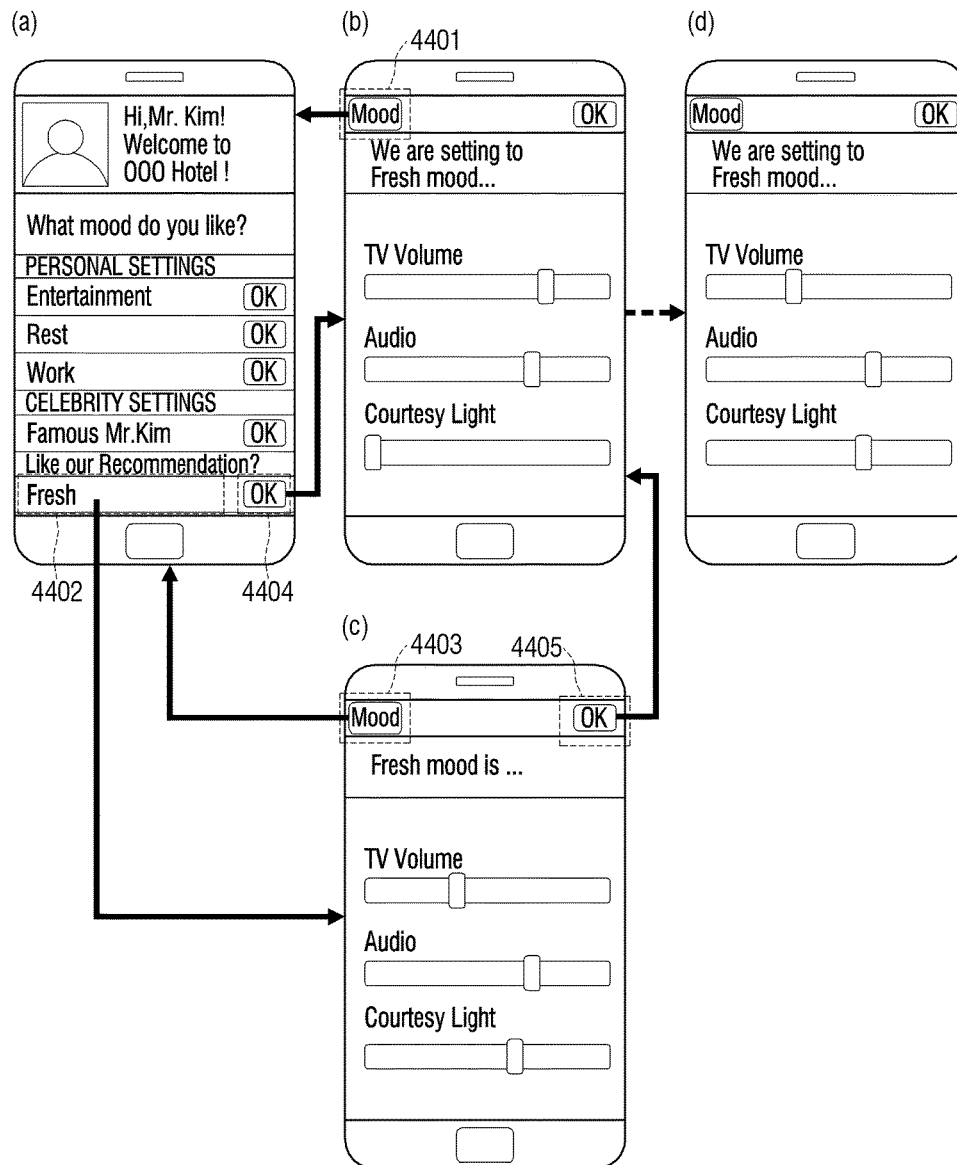 (a)
Hi,Mr. Kim!
Welcome to
OOO Hotel !
What mood do you like?
PERSONAL SETTINGS
Entertainment OK
Rest OK
Work OK
CELEBRITY SETTINGS
Famous Mr.Kim OK
Like our Recommendation?
Fresh OK
4402 4404
(b)
4401
Mood OK
We are setting to
Fresh mood...
TV Volume
Audio
Courtesy Light
(d)
Mood OK
We are setting to
Fresh mood...
TV Volume
Audio
Courtesy Light
(c)
4403 4405
Mood OK
Fresh mood is ...
TV Volume
Audio
Courtesy Light